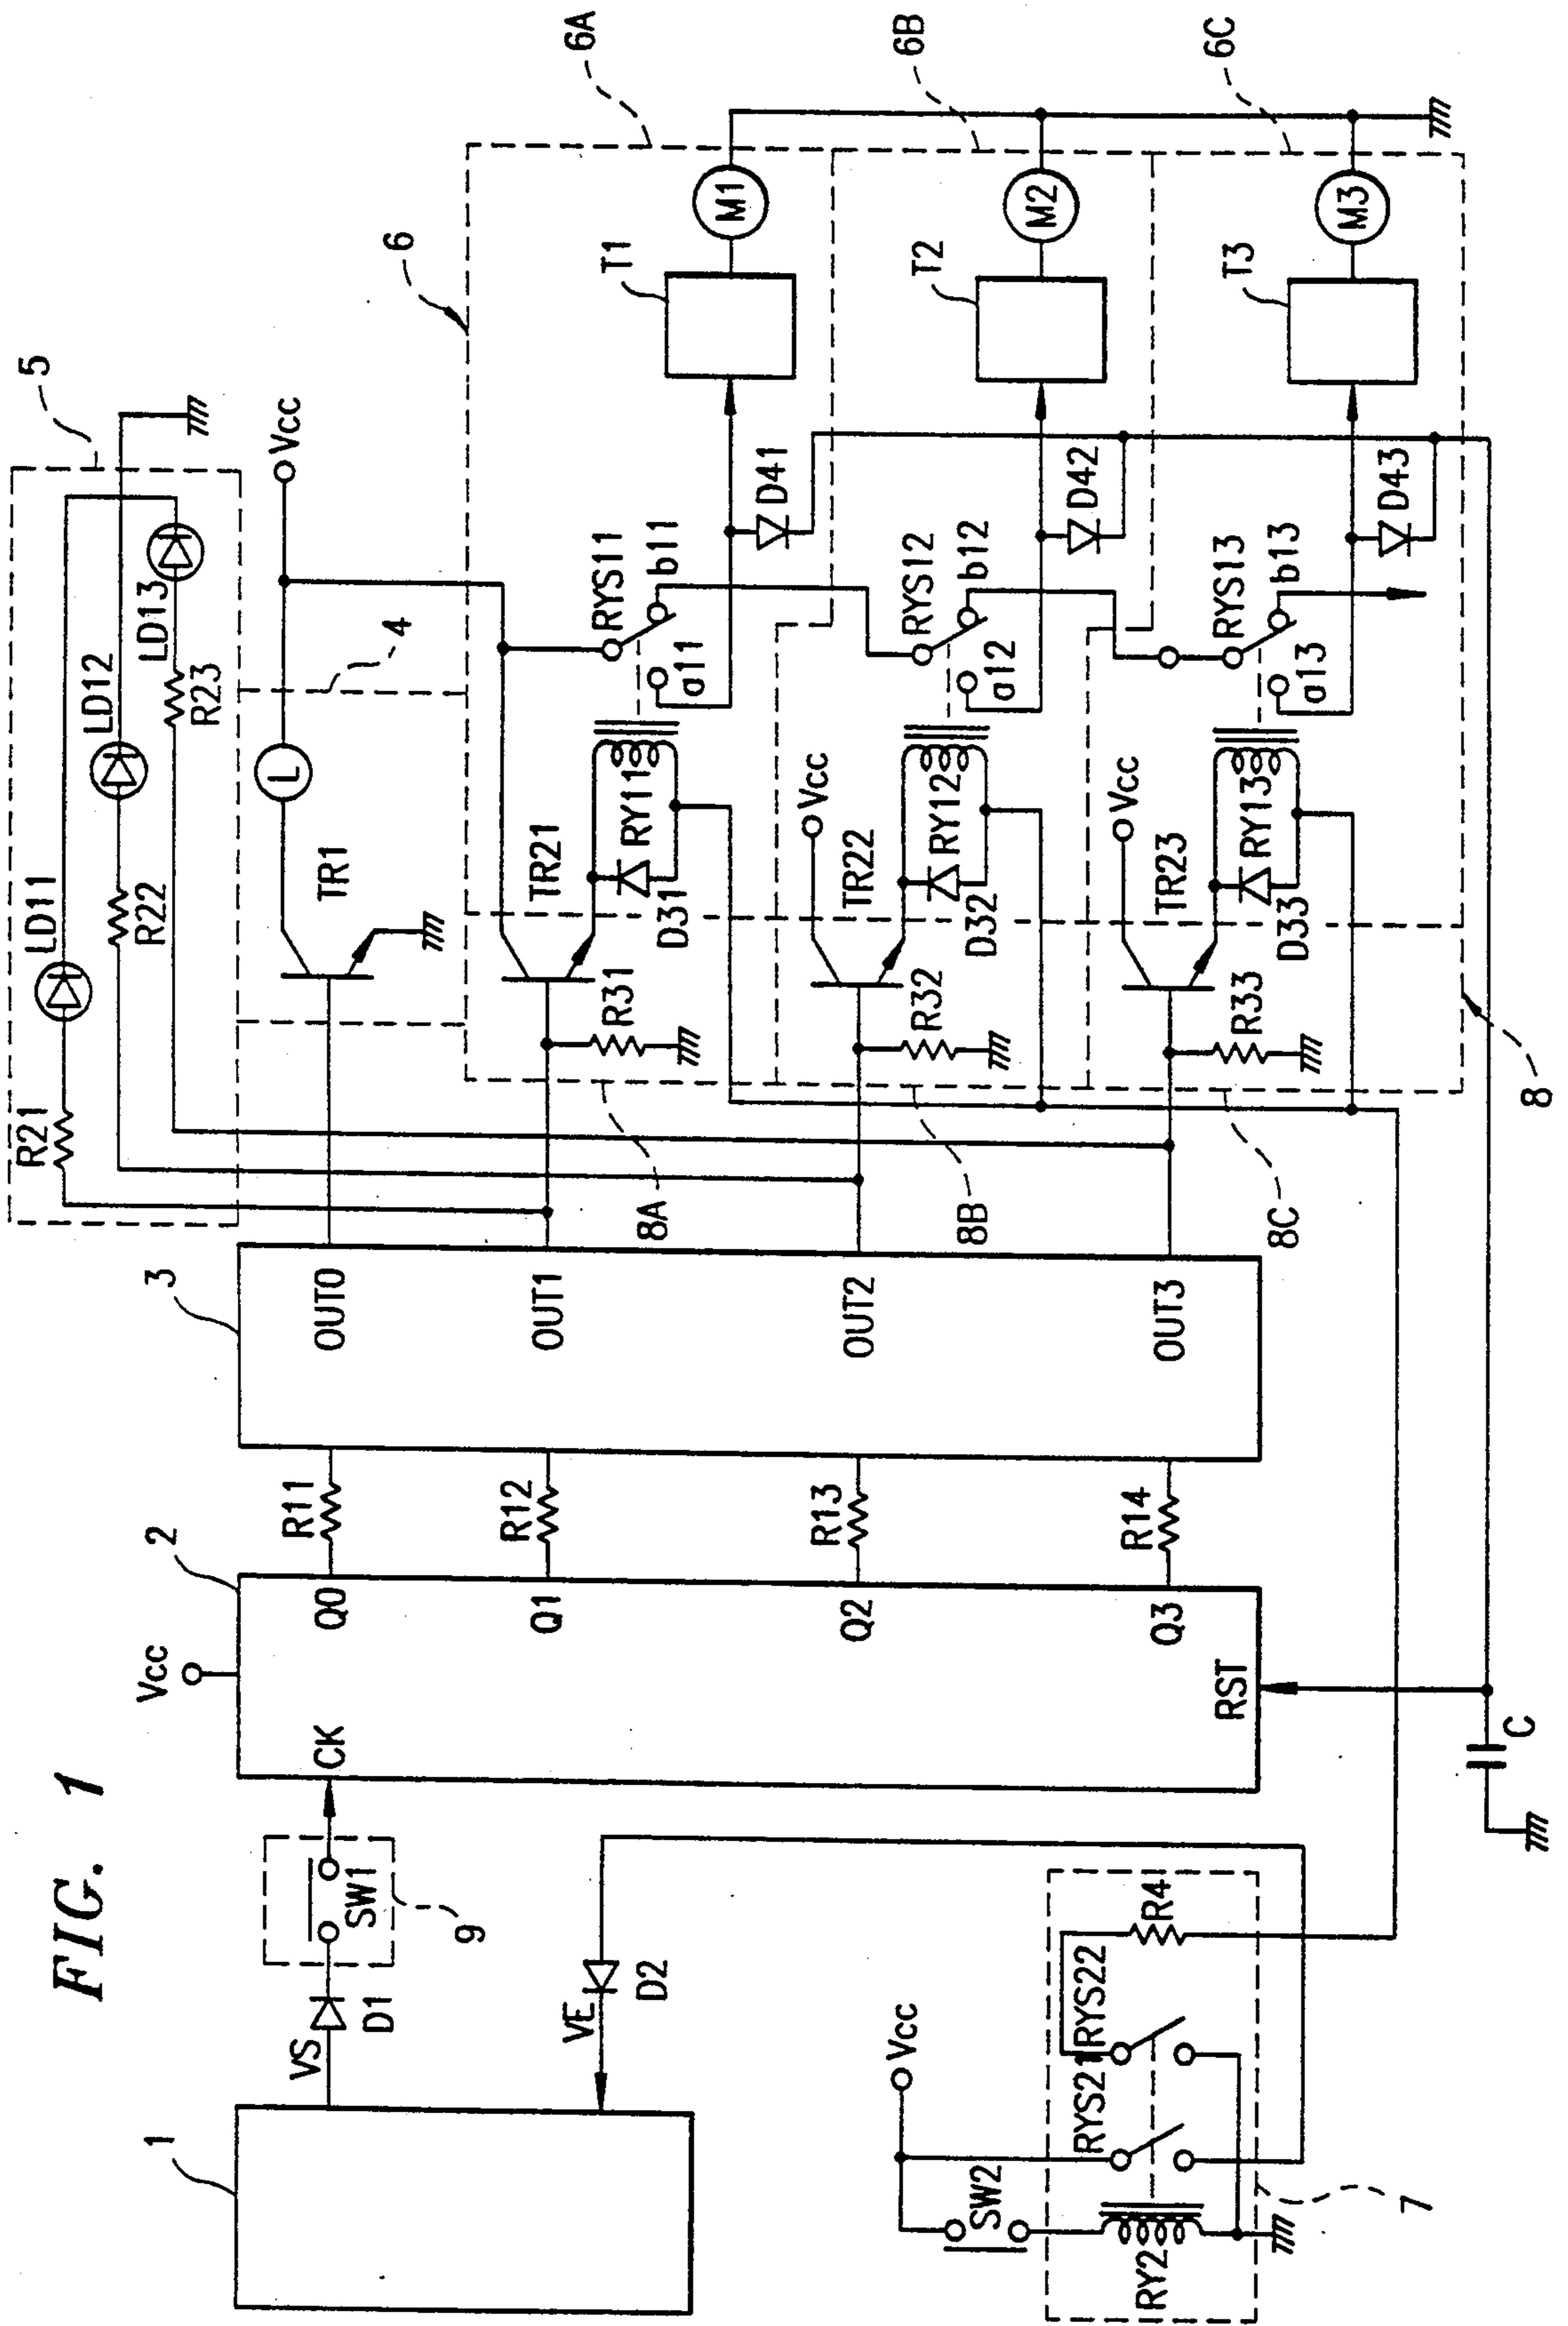 FIG. 1
1
VS
D1
SW1
9
VE
D2
Vcc
SW2
RY2
RYS21
RYS22
R4
7
Vcc
2
CK
Q0
Q1
Q2
Q3
RST
C
R11
R12
R13
R14
3
OUT0
OUT1
OUT2
OUT3
5
R21
LD11
R22
LD12
R23
LD13
TR1
L
Vcc
4
6
6A
TR21
R31
D31
RY11
RYS11
a11
b11
D41
T1
M1
8A
6B
Vcc
TR22
R32
D32
RY12
RYS12
a12
b12
D42
T2
M2
8B
6C
Vcc
TR23
R33
D33
RY13
RYS13
a13
b13
D43
T3
M3
8C
8